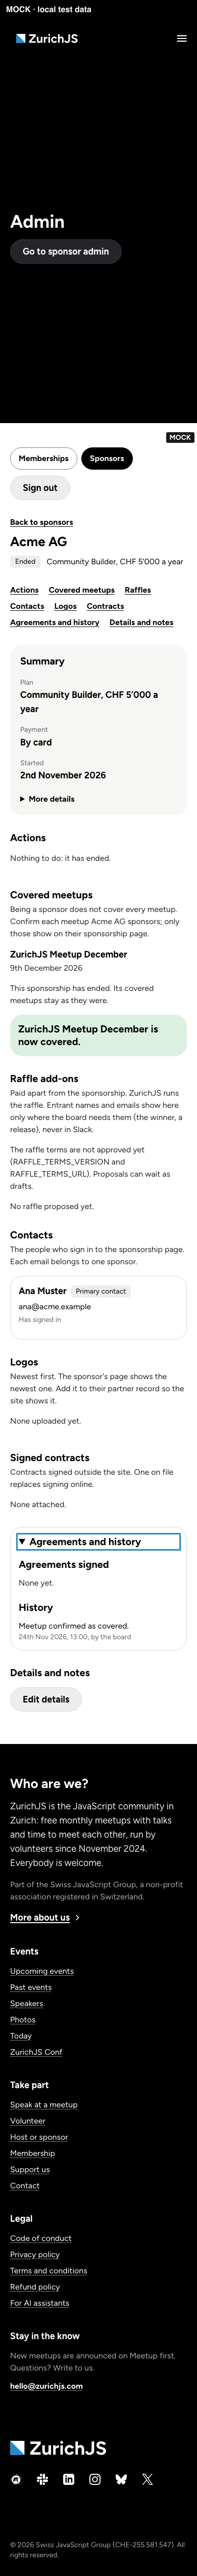 MOCK · local test data
ZurichJS
Admin
Go to sponsor admin
MOCK
Memberships
Sponsors
Sign out
Back to sponsors
Acme AG
Ended
Community Builder, CHF 5'000 a year
Actions
Covered meetups
Raffles
Contacts
Logos
Contracts
Agreements and history
Details and notes
Summary
Plan
Community Builder, CHF 5'000 a
year
Payment
By card
Started
2nd November 2026
More details
Actions
Nothing to do: it has ended.
Covered meetups
Being a sponsor does not cover every meetup.
Confirm each meetup Acme AG sponsors; only
those show on their sponsorship page.
ZurichJS Meetup December
9th December 2026
This sponsorship has ended. Its covered
meetups stay as they were.
ZurichJS Meetup December is
now covered.
Raffle add-ons
Paid apart from the sponsorship. ZurichJS runs
the raffle. Entrant names and emails show here
only where the board needs them (the winner, a
release), never in Slack.
The raffle terms are not approved yet
(RAFFLE_TERMS_VERSION and
RAFFLE_TERMS_URL). Proposals can wait as
drafts.
No raffle proposed yet.
Contacts
The people who sign in to the sponsorship page.
Each email belongs to one sponsor.
Ana Muster
Primary contact
ana@acme.example
Has signed in
Logos
Newest first. The sponsor's page shows the
newest one. Add it to their partner record so the
site shows it.
None uploaded yet.
Signed contracts
Contracts signed outside the site. One on file
replaces signing online.
None attached.
Agreements and history
Agreements signed
None yet.
History
Meetup confirmed as covered.
24th Nov 2026, 13:00, by the board
Details and notes
Edit details
Who are we?
ZurichJS is the JavaScript community in
Zurich: free monthly meetups with talks
and time to meet each other, run by
volunteers since November 2024.
Everybody is welcome.
Part of the Swiss JavaScript Group, a non-profit
association registered in Switzerland.
More about us
Events
Upcoming events
Past events
Speakers
Photos
Today
ZurichJS Conf
Take part
Speak at a meetup
Volunteer
Host or sponsor
Membership
Support us
Contact
Legal
Code of conduct
Privacy policy
Terms and conditions
Refund policy
For AI assistants
Stay in the know
New meetups are announced on Meetup first.
Questions? Write to us.
hello@zurichjs.com
ZurichJS
© 2026 Swiss JavaScript Group (CHE-255.581.547). All
rights reserved.